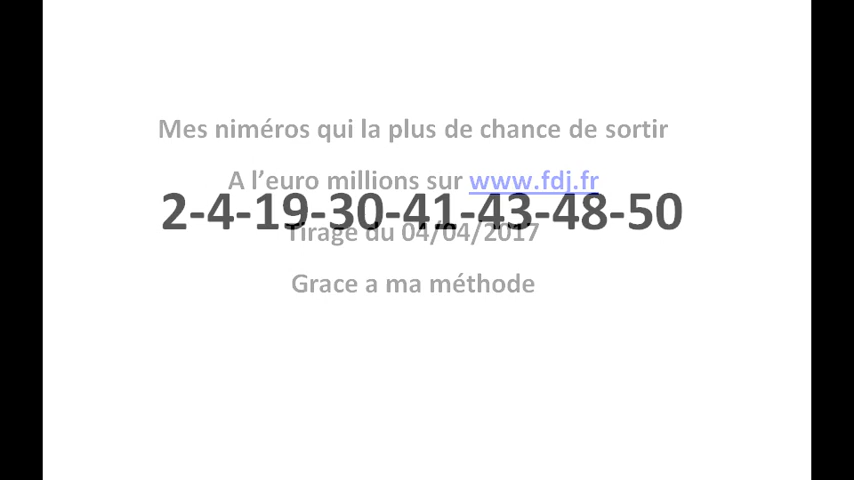 Mes niméros qui la plus de chance de sortir
A l'euro millions sur www.fdj.fr
2-4-19-30-41-43-48-50
Tirage du 04/04/2017
Grace a ma méthode